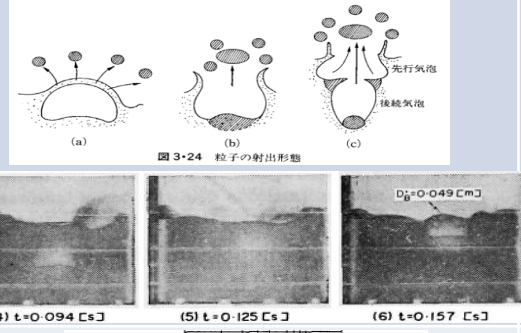 先行気泡
後続気泡
(a)
(b)
(c)
図 3・24 粒子の射出形態
D_B=0·049 [m]
) t=0·094 [s]
(5) t=0·125 [s]
(6) t=0·157 [s]